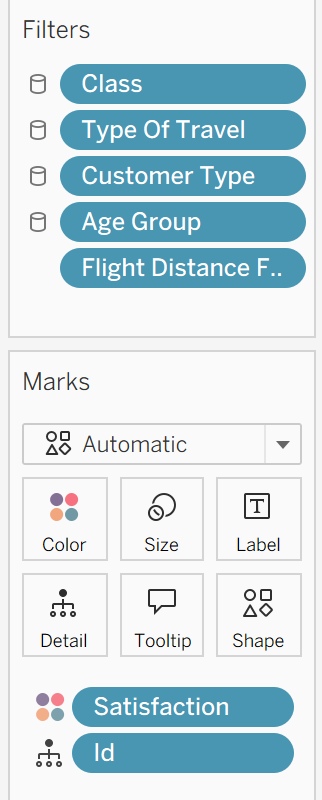 Filters
Class
Type Of Travel
Customer Type
Age Group
Flight Distance F..
Marks
Automatic
Color Size Label
Detail Tooltip Shape
Satisfaction
Id